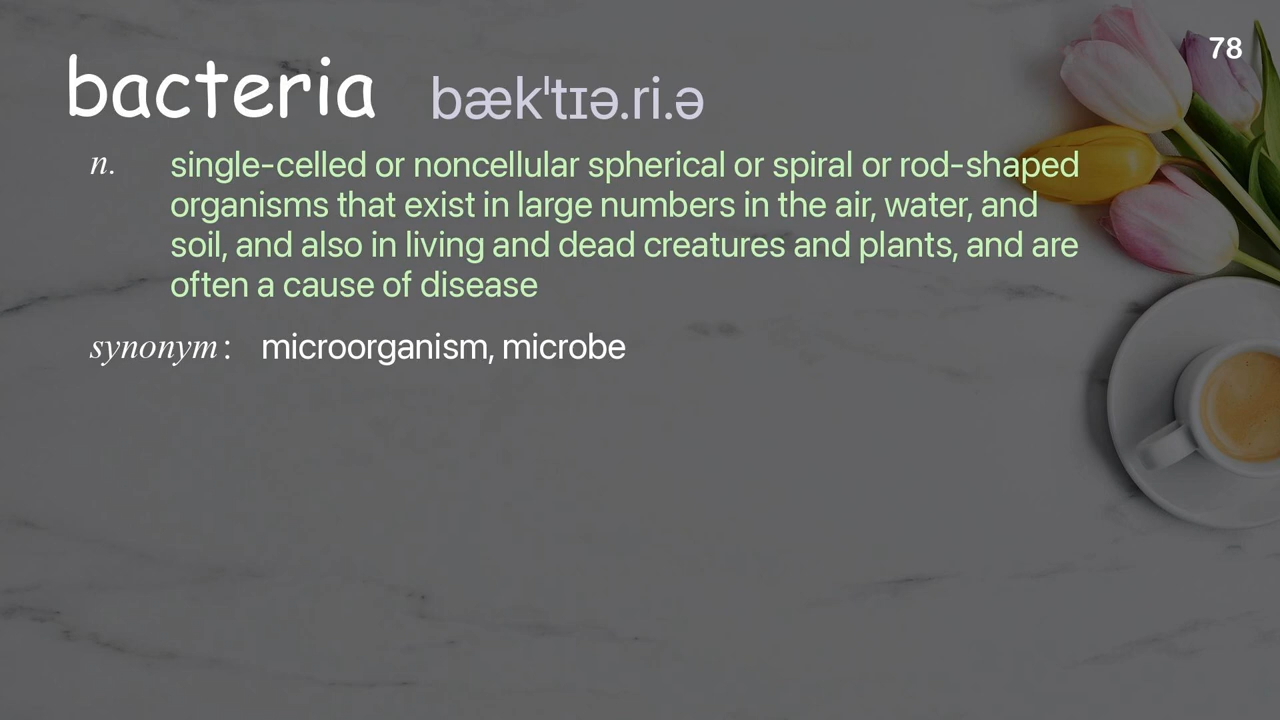 78
bacteria bækˈtɪə.ri.ə
n. single-celled or noncellular spherical or spiral or rod-shaped
organisms that exist in large numbers in the air, water, and
soil, and also in living and dead creatures and plants, and are
often a cause of disease
synonym : microorganism, microbe